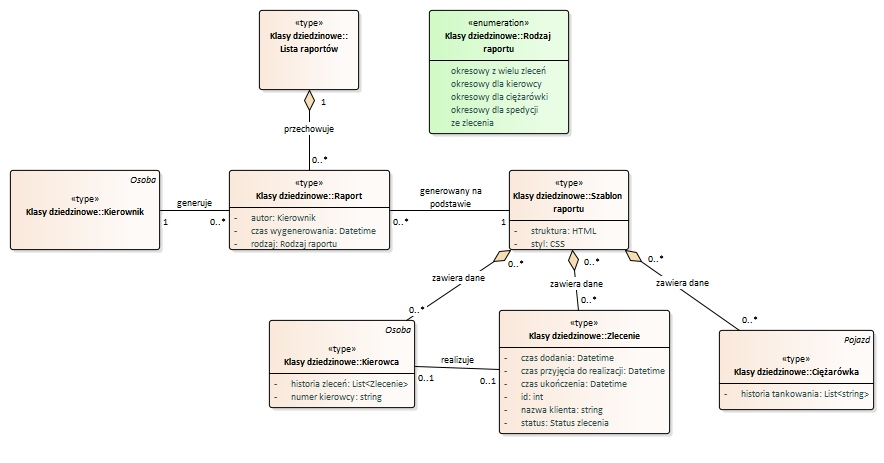 «type»
Klasy dziedzinowe::
Lista raportów
1
przechowuje
0..*
«enumeration»
Klasy dziedzinowe::Rodzaj
raportu
okresowy z wielu zleceń
okresowy dla kierowcy
okresowy dla ciężarówki
okresowy dla spedycji
ze zlecenia
Osoba
«type»
Klasy dziedzinowe::Kierownik
generuje
1
0..*
«type»
Klasy dziedzinowe::Raport
- autor: Kierownik
- czas wygenerowania: Datetime
- rodzaj: Rodzaj raportu
generowany na
podstawie
0..*
1
«type»
Klasy dziedzinowe::Szablon
raportu
- struktura: HTML
- styl: CSS
0..*
zawiera dane
0..*
0..*
zawiera dane
0..*
0..*
zawiera dane
0..*
Osoba
«type»
Klasy dziedzinowe::Kierowca
- historia zleceń: List<Zlecenie>
- numer kierowcy: string
realizuje
0..1
0..1
«type»
Klasy dziedzinowe::Zlecenie
- czas dodania: Datetime
- czas przyjęcia do realizacji: Datetime
- czas ukończenia: Datetime
- id: int
- nazwa klienta: string
- status: Status zlecenia
Pojazd
«type»
Klasy dziedzinowe::Ciężarówka
- historia tankowania: List<string>